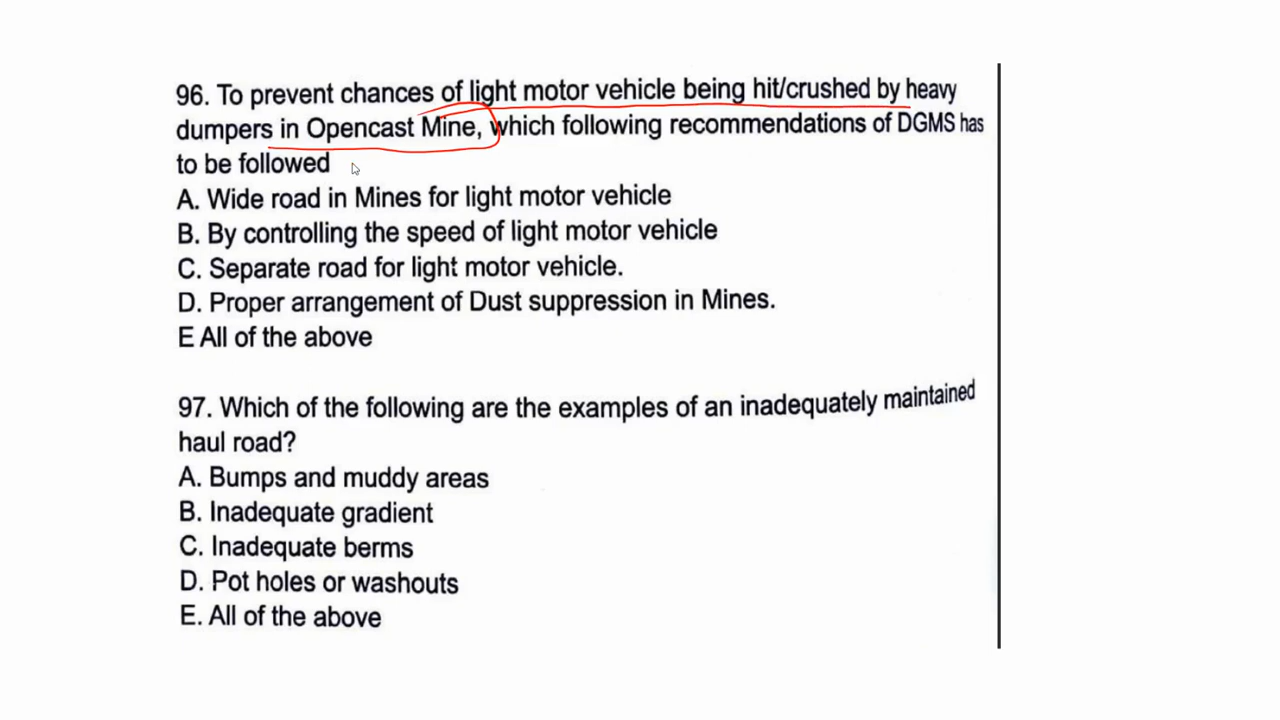 96. To prevent chances of light motor vehicle being hit/crushed by heavy
dumpers in Opencast Mine, which following recommendations of DGMS has
to be followed
A. Wide road in Mines for light motor vehicle
B. By controlling the speed of light motor vehicle
C. Separate road for light motor vehicle.
D. Proper arrangement of Dust suppression in Mines.
E All of the above
97. Which of the following are the examples of an inadequately maintained
haul road?
A. Bumps and muddy areas
B. Inadequate gradient
C. Inadequate berms
D. Pot holes or washouts
E. All of the above